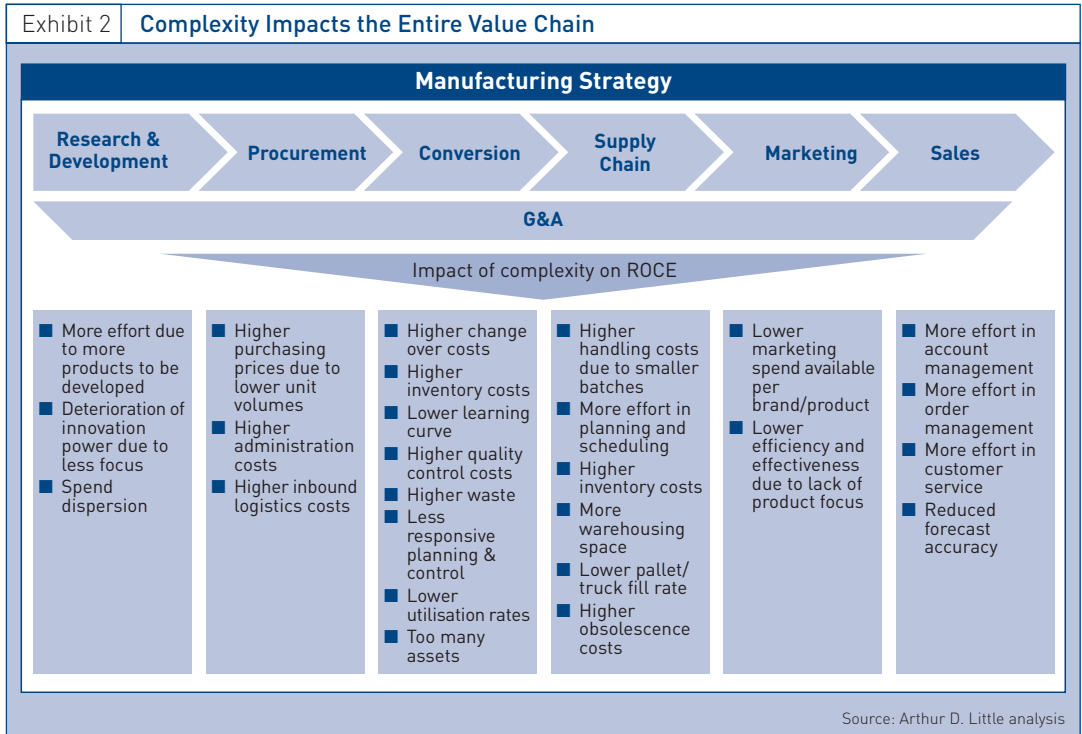 Exhibit 2 Complexity Impacts the Entire Value Chain
Manufacturing Strategy
Research &
Development
Procurement
Conversion
Supply
Chain
Marketing
Sales
G&A
Impact of complexity on ROCE
■ More effort due
to more
products to be
developed
■ Deterioration of
innovation
power due to
less focus
■ Spend
dispersion
■ Higher
purchasing
prices due to
lower unit
volumes
■ Higher
administration
costs
■ Higher inbound
logistics costs
■ Higher change
over costs
■ Higher
inventory costs
■ Lower learning
curve
■ Higher quality
control costs
■ Higher waste
■ Less
responsive
planning &
control
■ Lower
utilisation rates
■ Too many
assets
■ Higher
handling costs
due to smaller
batches
■ More effort in
planning and
scheduling
■ Higher
inventory costs
■ More
warehousing
space
■ Lower pallet/
truck fill rate
■ Higher
obsolescence
costs
■ Lower
marketing
spend available
per
brand/product
■ Lower
efficiency and
effectiveness
due to lack of
product focus
■ More effort in
account
management
■ More effort in
order
management
■ More effort in
customer
service
■ Reduced
forecast
accuracy
Source: Arthur D. Little analysis